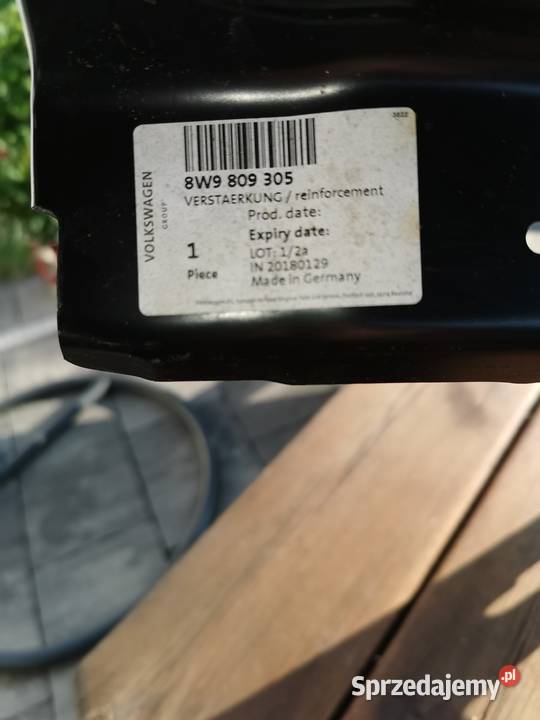 3622
8W9 809 305
VERSTAERKUNG / reinforcement
Prod. date:
Expiry date:
LOT: 1/2a
IN 20180129
Made in Germany
1
Piece
VOLKSWAGEN
GROUP
Sprzedajemy.pl